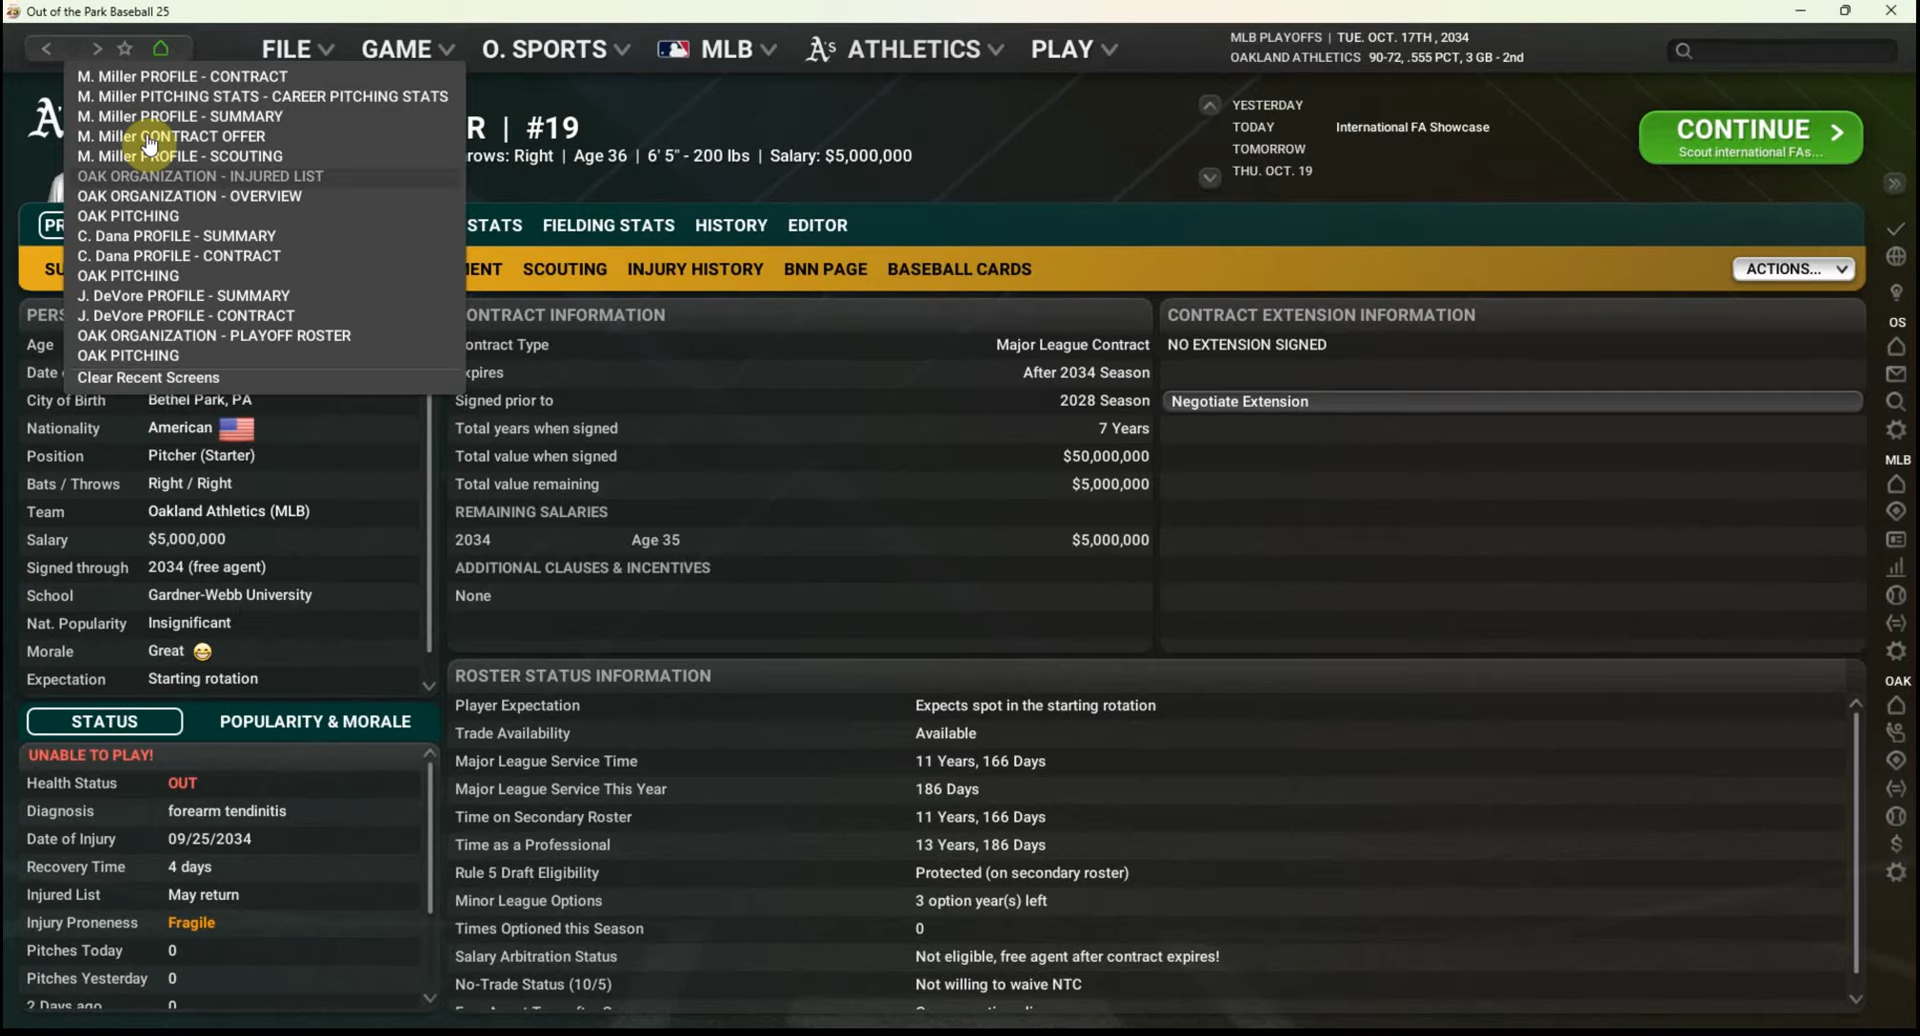 Out of the Park Baseball 25
FILE GAME O. SPORTS MLB A's ATHLETICS PLAY
MLB PLAYOFFS | TUE. OCT. 17TH , 2034
OAKLAND ATHLETICS 90-72, .555 PCT, 3 GB - 2nd
M. Miller PROFILE - CONTRACT
M. Miller PITCHING STATS - CAREER PITCHING STATS
M. Miller PROFILE - SUMMARY
M. Miller CONTRACT OFFER
M. Miller PROFILE - SCOUTING
OAK ORGANIZATION - INJURED LIST
OAK ORGANIZATION - OVERVIEW
OAK PITCHING
C. Dana PROFILE - SUMMARY
C. Dana PROFILE - CONTRACT
OAK PITCHING
J. DeVore PROFILE - SUMMARY
J. DeVore PROFILE - CONTRACT
OAK ORGANIZATION - PLAYOFF ROSTER
OAK PITCHING
Clear Recent Screens
A's
R | #19
rows: Right | Age 36 | 6' 5" - 200 lbs | Salary: $5,000,000
YESTERDAY
TODAY International FA Showcase
TOMORROW
THU. OCT. 19
CONTINUE
Scout international FAs...
PR STATS FIELDING STATS HISTORY EDITOR
SU ENT SCOUTING INJURY HISTORY BNN PAGE BASEBALL CARDS ACTIONS...
PERS
Age
Date
City of Birth Bethel Park, PA
Nationality American
Position Pitcher (Starter)
Bats / Throws Right / Right
Team Oakland Athletics (MLB)
Salary $5,000,000
Signed through 2034 (free agent)
School Gardner-Webb University
Nat. Popularity Insignificant
Morale Great
Expectation Starting rotation
STATUS POPULARITY & MORALE
UNABLE TO PLAY!
Health Status OUT
Diagnosis forearm tendinitis
Date of Injury 09/25/2034
Recovery Time 4 days
Injured List May return
Injury Proneness Fragile
Pitches Today 0
Pitches Yesterday 0
2 Days ago 0
ONTRACT INFORMATION
ontract Type Major League Contract
xpires After 2034 Season
Signed prior to 2028 Season
Total years when signed 7 Years
Total value when signed $50,000,000
Total value remaining $5,000,000
REMAINING SALARIES
2034 Age 35 $5,000,000
ADDITIONAL CLAUSES & INCENTIVES
None
CONTRACT EXTENSION INFORMATION
NO EXTENSION SIGNED
Negotiate Extension
ROSTER STATUS INFORMATION
Player Expectation Expects spot in the starting rotation
Trade Availability Available
Major League Service Time 11 Years, 166 Days
Major League Service This Year 186 Days
Time on Secondary Roster 11 Years, 166 Days
Time as a Professional 13 Years, 186 Days
Rule 5 Draft Eligibility Protected (on secondary roster)
Minor League Options 3 option year(s) left
Times Optioned this Season 0
Salary Arbitration Status Not eligible, free agent after contract expires!
No-Trade Status (10/5) Not willing to waive NTC
OS
MLB
OAK